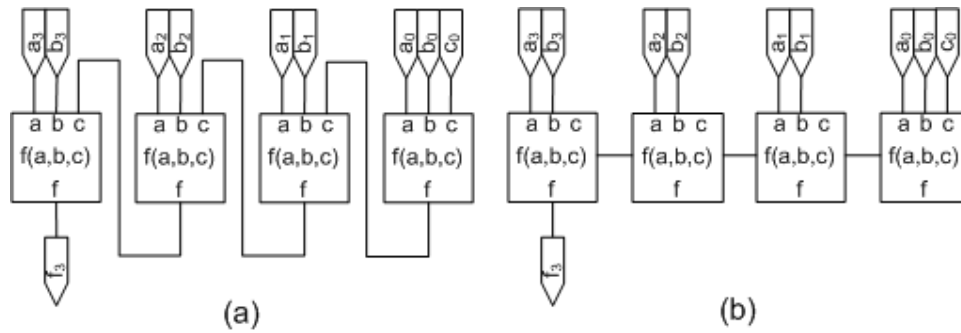 a₃ b₃ a₂ b₂ a₁ b₁ a₀ b₀ c₀ a₃ b₃ a₂ b₂ a₁ b₁ a₀ b₀ c₀
a b c a b c a b c a b c a b c a b c a b c a b c
f(a,b,c) f(a,b,c) f(a,b,c) f(a,b,c) f(a,b,c) f(a,b,c) f(a,b,c) f(a,b,c)
f f f f f f f f
f₃ f₃
(a) (b)